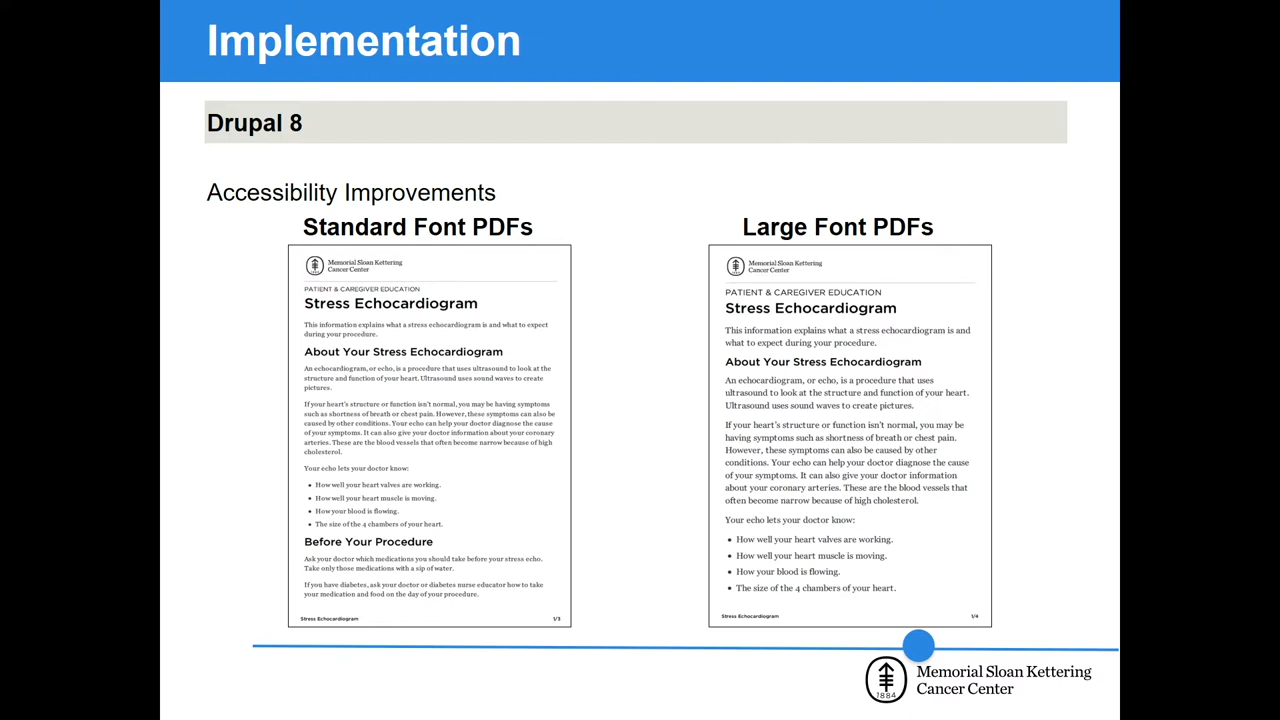 Implementation
Drupal 8
Accessibility Improvements
Standard Font PDFs
Memorial Sloan Kettering
Cancer Center
PATIENT & CAREGIVER EDUCATION
Stress Echocardiogram
This information explains what a stress echocardiogram is and what to expect
during your procedure.
About Your Stress Echocardiogram
An echocardiogram, or echo, is a procedure that uses ultrasound to look at the
structure and function of your heart. Ultrasound uses sound waves to create
pictures.
If your heart's structure or function isn't normal, you may be having symptoms
such as shortness of breath or chest pain. However, these symptoms can also be
caused by other conditions. Your echo can help your doctor diagnose the cause
of your symptoms. It can also give your doctor information about your coronary
arteries. These are the blood vessels that often become narrow because of high
cholesterol.
Your echo lets your doctor know:
• How well your heart valves are working.
• How well your heart muscle is moving.
• How your blood is flowing.
• The size of the 4 chambers of your heart.
Before Your Procedure
Ask your doctor which medications you should take before your stress echo.
Take only those medications with a sip of water.
If you have diabetes, ask your doctor or diabetes nurse educator how to take
your medication and food on the day of your procedure.
Stress Echocardiogram 1/3
Large Font PDFs
Memorial Sloan Kettering
Cancer Center
PATIENT & CAREGIVER EDUCATION
Stress Echocardiogram
This information explains what a stress echocardiogram is and
what to expect during your procedure.
About Your Stress Echocardiogram
An echocardiogram, or echo, is a procedure that uses
ultrasound to look at the structure and function of your heart.
Ultrasound uses sound waves to create pictures.
If your heart's structure or function isn't normal, you may be
having symptoms such as shortness of breath or chest pain.
However, these symptoms can also be caused by other
conditions. Your echo can help your doctor diagnose the cause
of your symptoms. It can also give your doctor information
about your coronary arteries. These are the blood vessels that
often become narrow because of high cholesterol.
Your echo lets your doctor know:
• How well your heart valves are working.
• How well your heart muscle is moving.
• How your blood is flowing.
• The size of the 4 chambers of your heart.
Stress Echocardiogram 1/4
1884
Memorial Sloan Kettering
Cancer Center